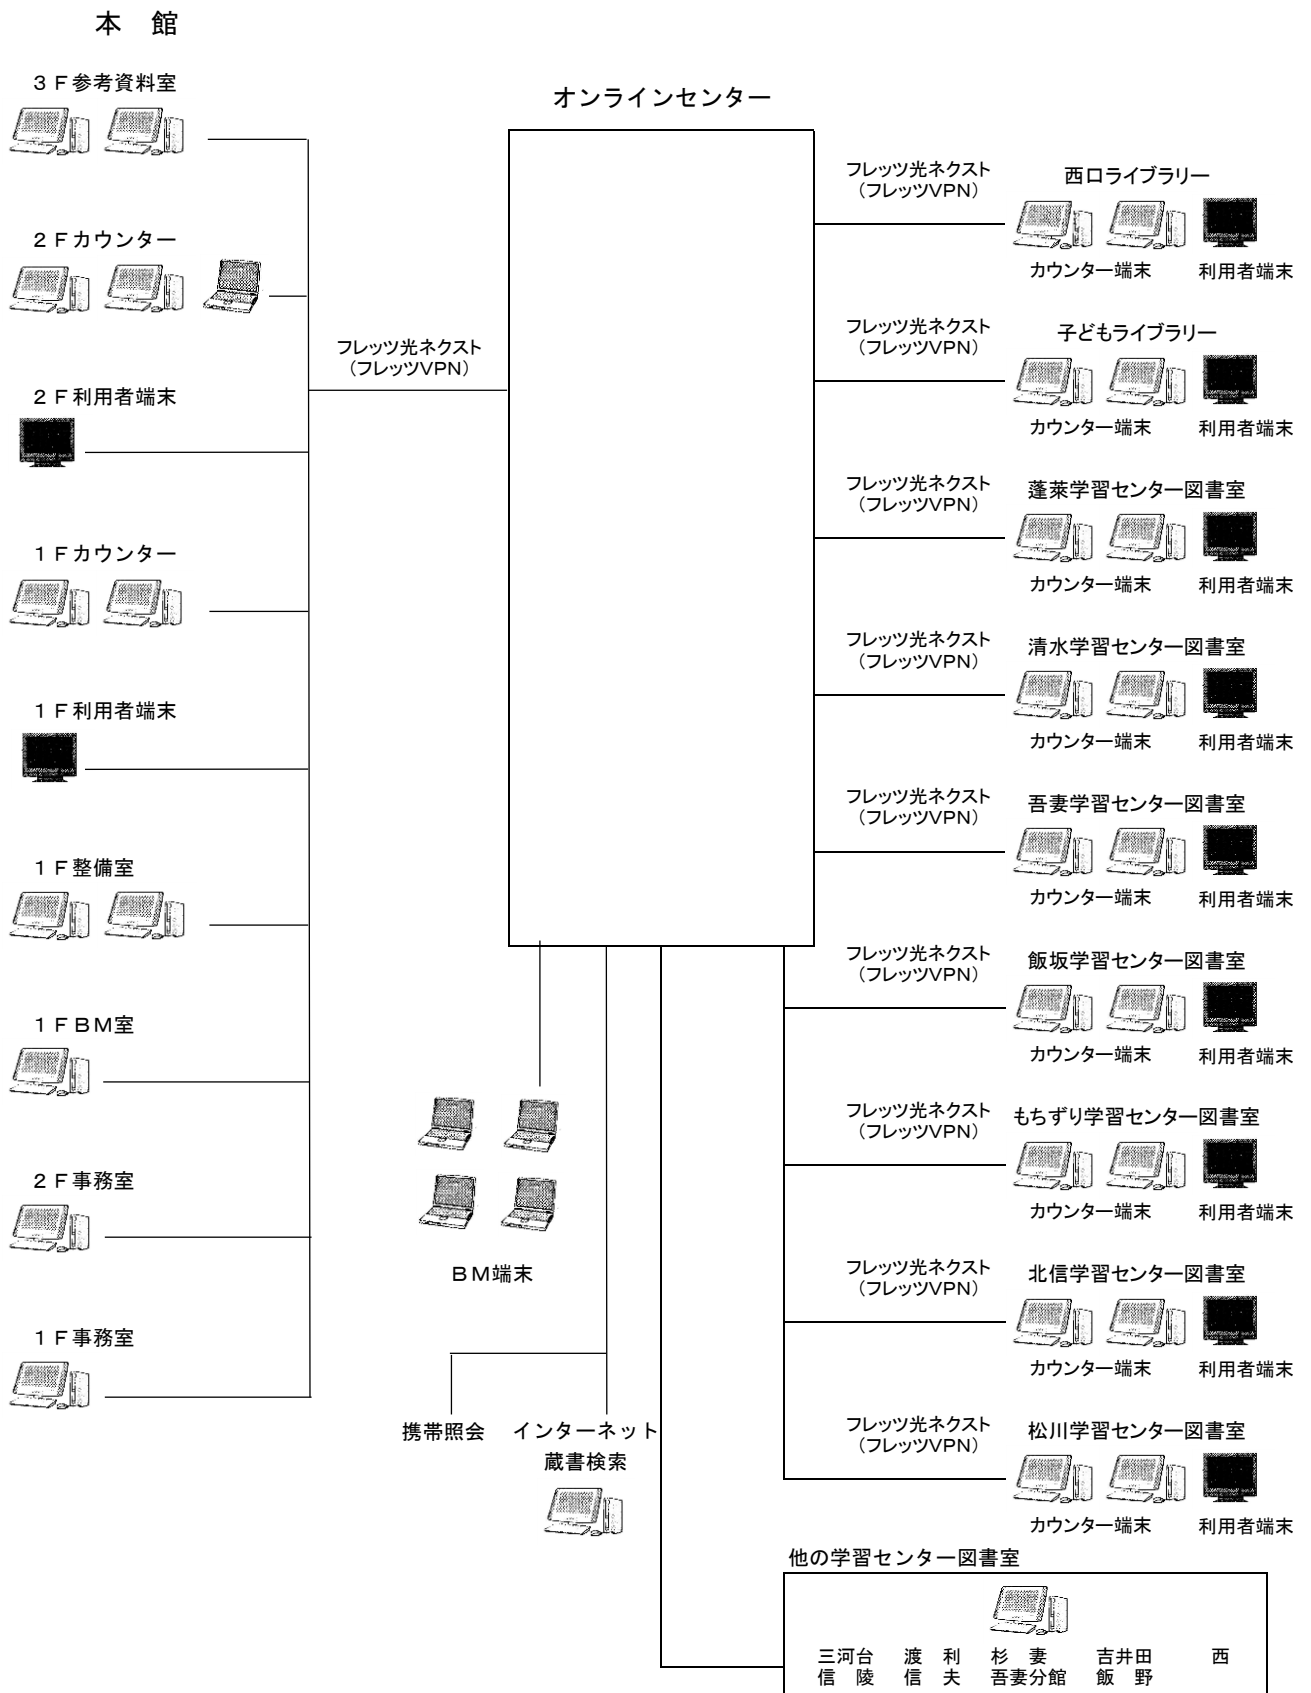 本　館
３Ｆ参考資料室
２Ｆカウンター
２Ｆ利用者端末
１Ｆカウンター
１Ｆ利用者端末
１Ｆ整備室
１ＦＢＭ室
２Ｆ事務室
１Ｆ事務室
フレッツ光ネクスト
（フレッツVPN）
オンラインセンター
ＢＭ端末
携帯照会
インターネット
蔵書検索
フレッツ光ネクスト
（フレッツVPN）
西口ライブラリー
カウンター端末　利用者端末
フレッツ光ネクスト
（フレッツVPN）
子どもライブラリー
カウンター端末　利用者端末
フレッツ光ネクスト
（フレッツVPN）
蓬莱学習センター図書室
カウンター端末　利用者端末
フレッツ光ネクスト
（フレッツVPN）
清水学習センター図書室
カウンター端末　利用者端末
フレッツ光ネクスト
（フレッツVPN）
吾妻学習センター図書室
カウンター端末　利用者端末
フレッツ光ネクスト
（フレッツVPN）
飯坂学習センター図書室
カウンター端末　利用者端末
フレッツ光ネクスト
（フレッツVPN）
もちずり学習センター図書室
カウンター端末　利用者端末
フレッツ光ネクスト
（フレッツVPN）
北信学習センター図書室
カウンター端末　利用者端末
フレッツ光ネクスト
（フレッツVPN）
松川学習センター図書室
カウンター端末　利用者端末
他の学習センター図書室
三河台　渡　利　杉　妻　吉井田　西
信　陵　信　夫　吾妻分館　飯　野